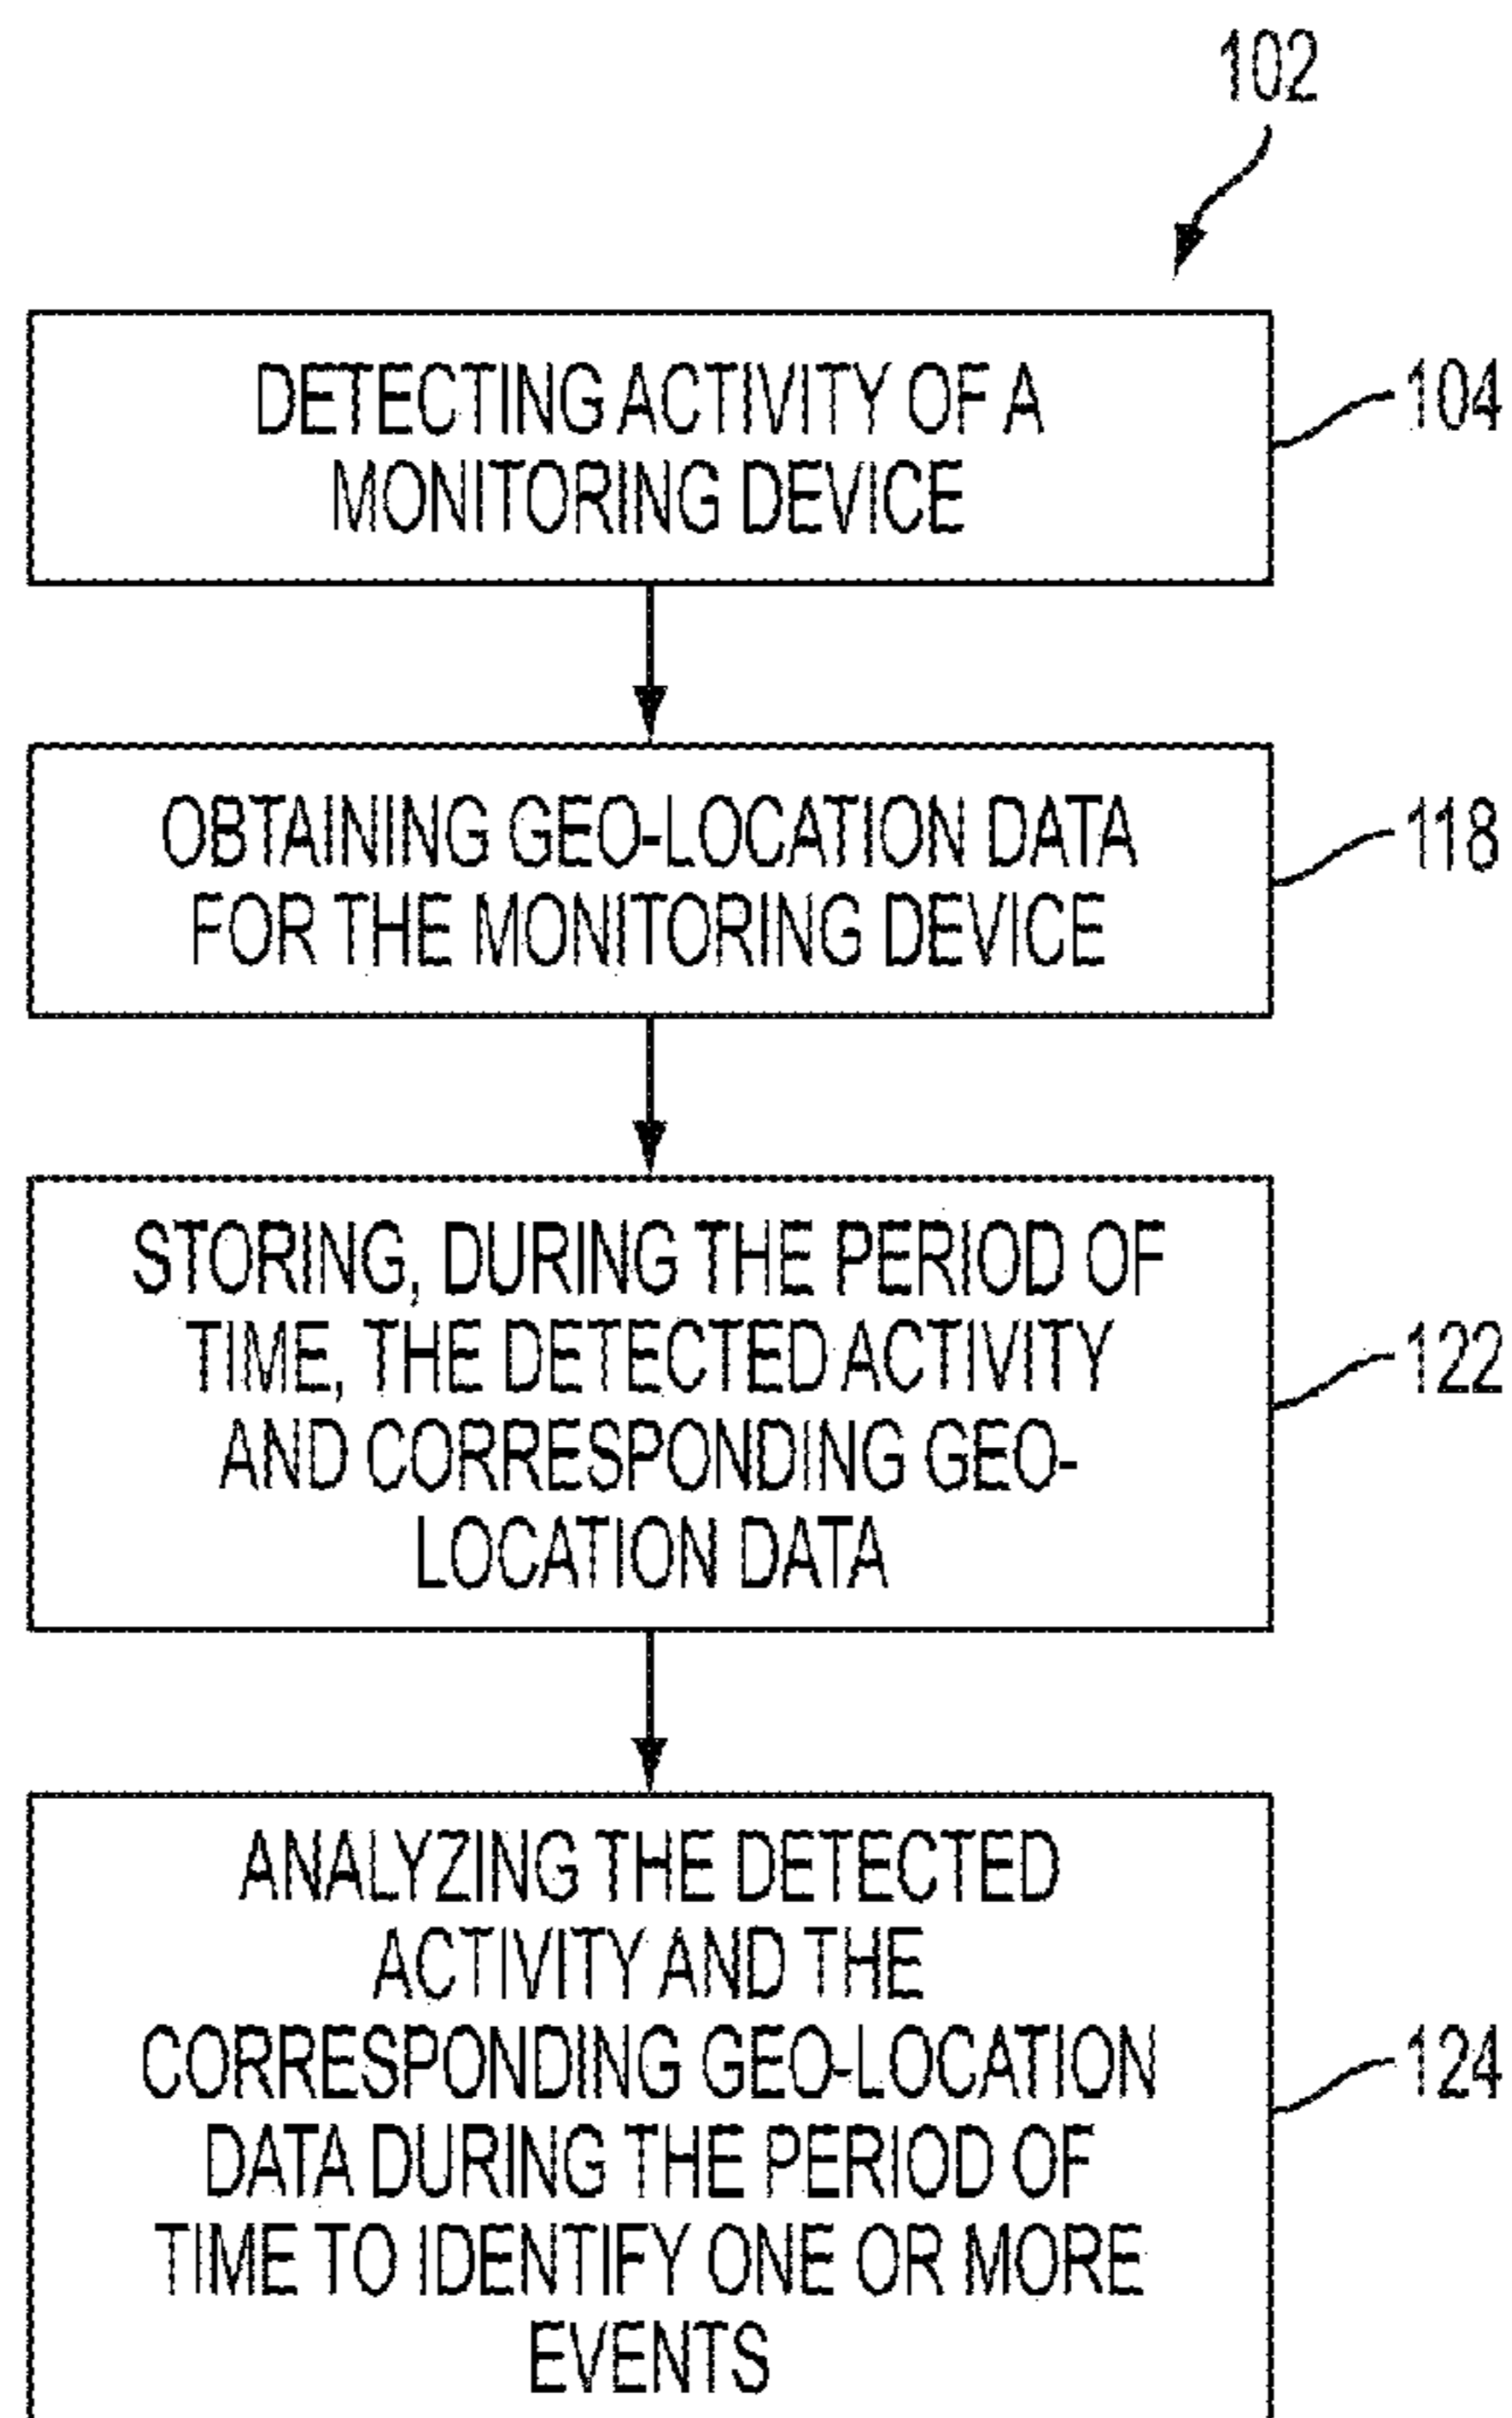 102
DETECTING ACTIVITY OF A
MONITORING DEVICE
104
OBTAINING GEO-LOCATION DATA
FOR THE MONITORING DEVICE
118
STORING, DURING THE PERIOD OF
TIME, THE DETECTED ACTIVITY
AND CORRESPONDING GEO-
LOCATION DATA
122
ANALYZING THE DETECTED
ACTIVITY AND THE
CORRESPONDING GEO-LOCATION
DATA DURING THE PERIOD OF
TIME TO IDENTIFY ONE OR MORE
EVENTS
124